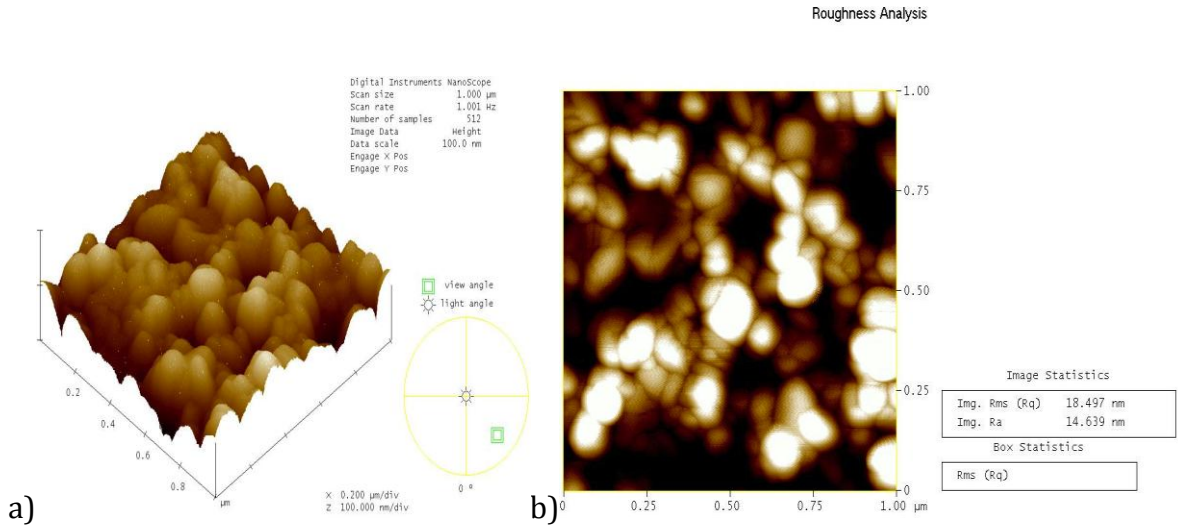 Roughness Analysis
Digital Instruments NanoScope
Scan size 1.000 µm
Scan rate 1.001 Hz
Number of samples 512
Image Data Height
Data scale 100.0 nm
Engage X Pos
Engage Y Pos
view angle
light angle
0.2
0.4
0.6
0.8
µm
X 0.200 µm/div
Z 100.000 nm/div
0 °
a)
1.00
0.75
0.50
0.25
0
0 0.25 0.50 0.75 1.00 µm
b)
Image Statistics
Img. Rms (Rq) 18.497 nm
Img. Ra 14.639 nm
Box Statistics
Rms (Rq)